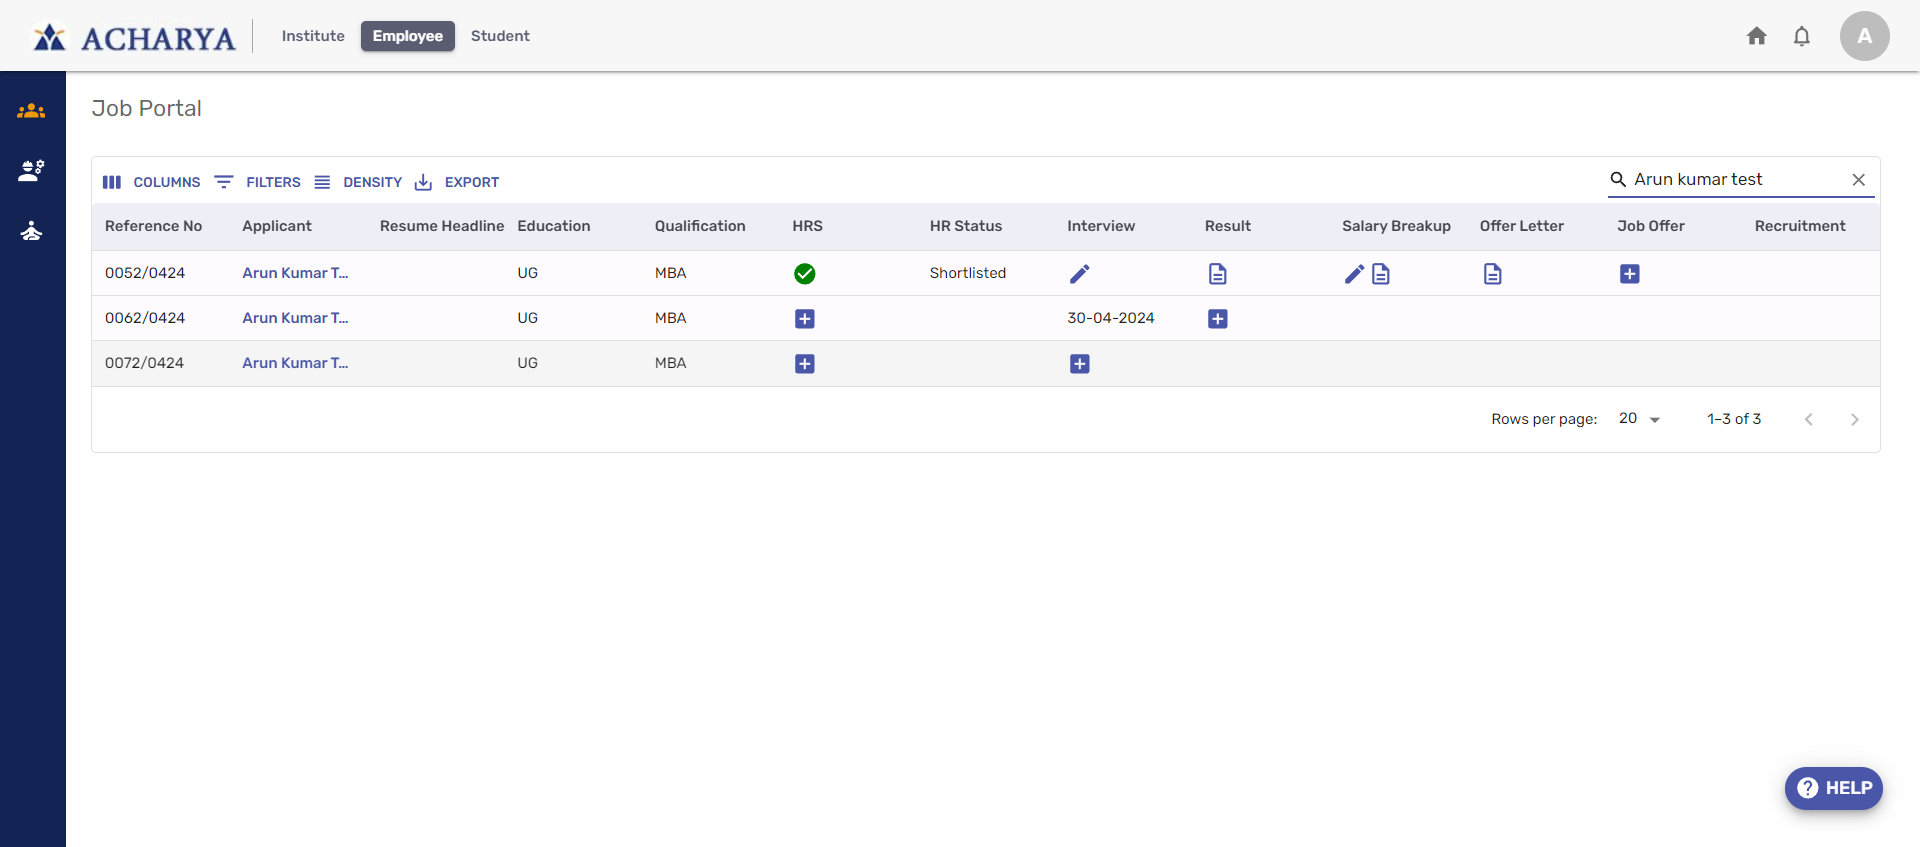 ACHARYA Institute Employee Student A
Job Portal
COLUMNS FILTERS DENSITY EXPORT Arun kumar test
Reference No Applicant Resume Headline Education Qualification HRS HR Status Interview Result Salary Breakup Offer Letter Job Offer Recruitment
0052/0424 Arun Kumar T... UG MBA Shortlisted
0062/0424 Arun Kumar T... UG MBA 30-04-2024
0072/0424 Arun Kumar T... UG MBA
Rows per page: 20 1–3 of 3
HELP